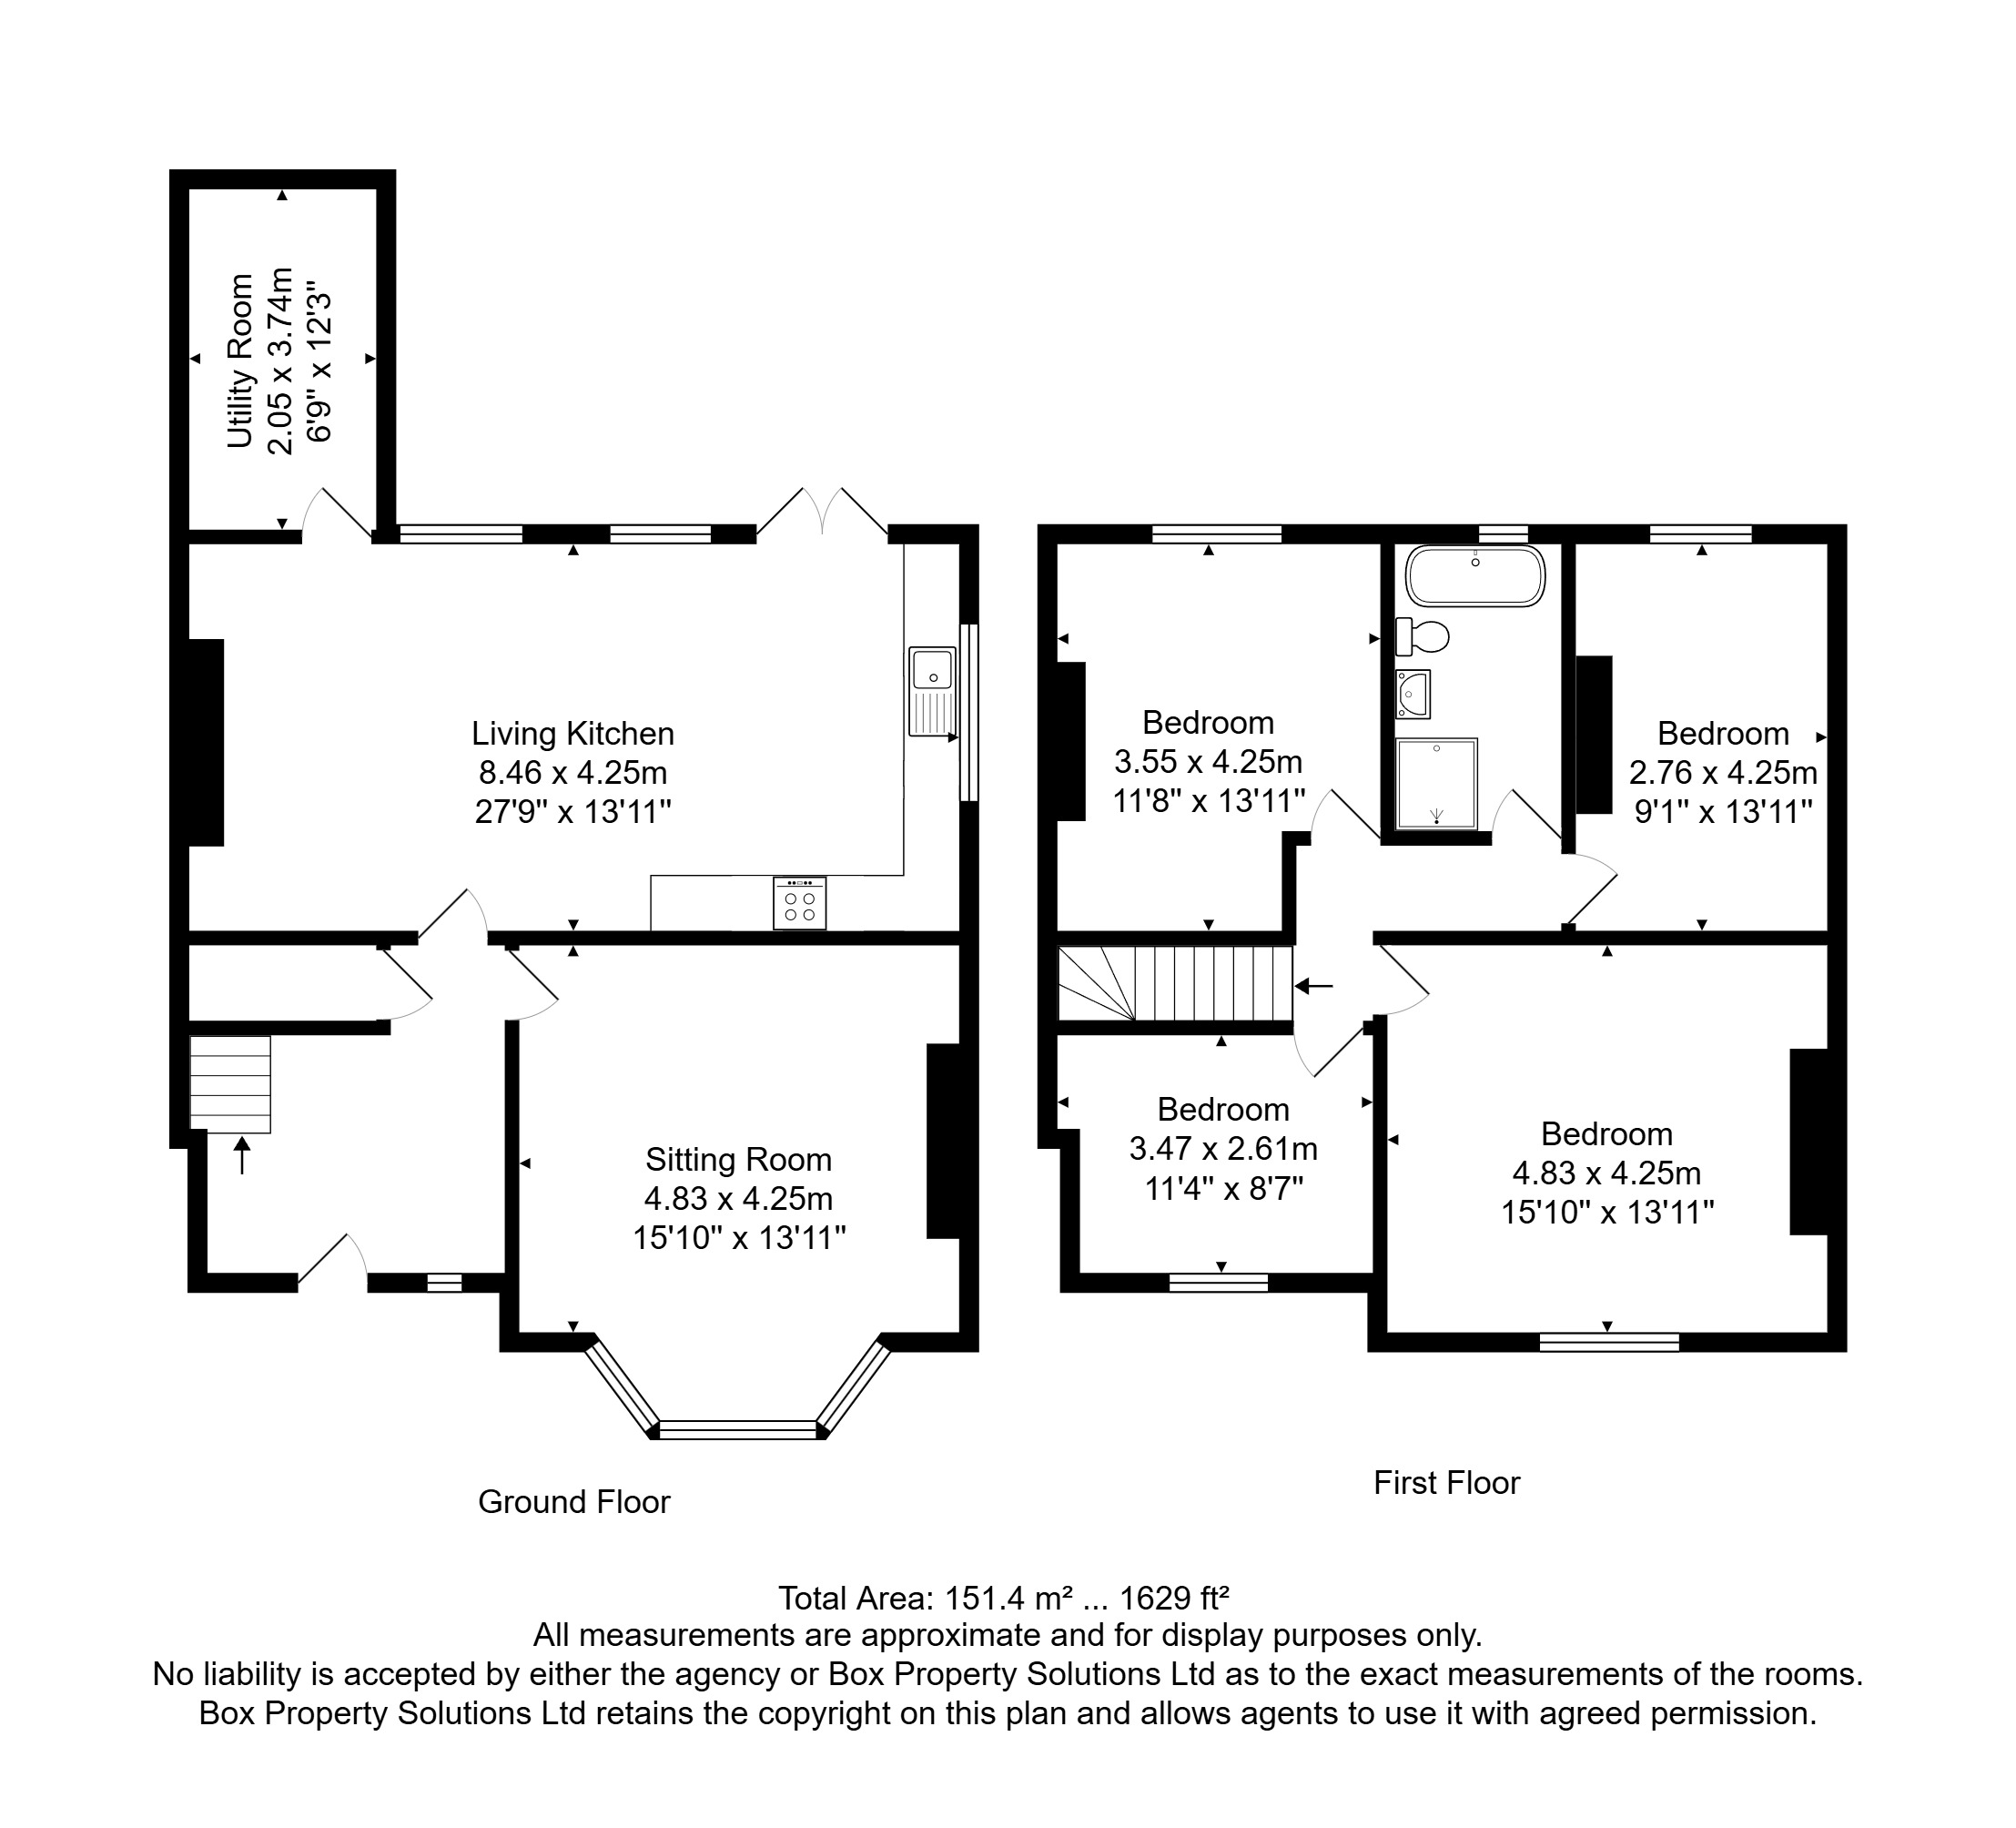 Utility Room
2.05 x 3.74m
6'9" x 12'3"
Living Kitchen
8.46 x 4.25m
27'9" x 13'11"
Sitting Room
4.83 x 4.25m
15'10" x 13'11"
Ground Floor
Bedroom
3.55 x 4.25m
11'8" x 13'11"
Bedroom
2.76 x 4.25m
9'1" x 13'11"
Bedroom
3.47 x 2.61m
11'4" x 8'7"
Bedroom
4.83 x 4.25m
15'10" x 13'11"
First Floor
Total Area: 151.4 m² ... 1629 ft²
All measurements are approximate and for display purposes only.
No liability is accepted by either the agency or Box Property Solutions Ltd as to the exact measurements of the rooms.
Box Property Solutions Ltd retains the copyright on this plan and allows agents to use it with agreed permission.